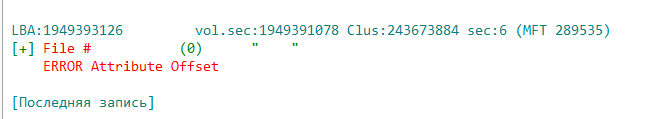 LBA:1949393126 vol.sec:1949391078 Clus:243673884 sec:6 (MFT 289535)
[+] File # (0) " "
ERROR Attribute Offset
[Последняя запись]